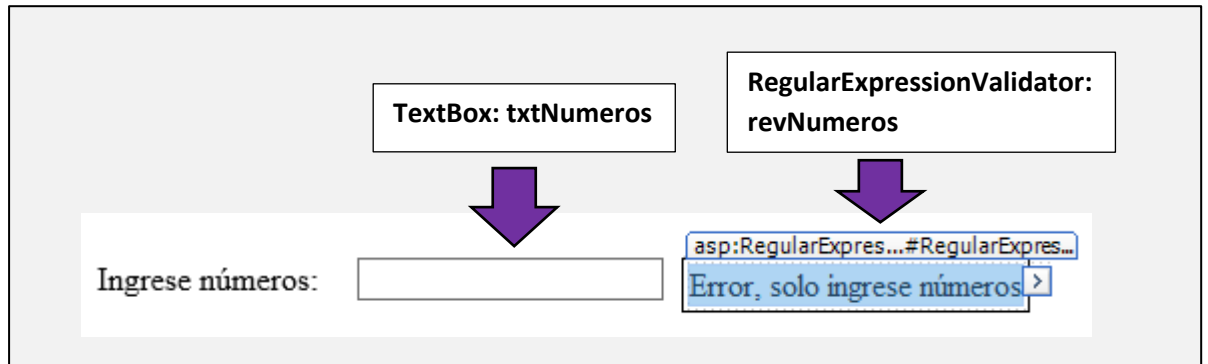 TextBox: txtNumeros
RegularExpressionValidator:
revNumeros
asp:RegularExpres...#RegularExpres...
Ingrese números:
Error, solo ingrese números
>